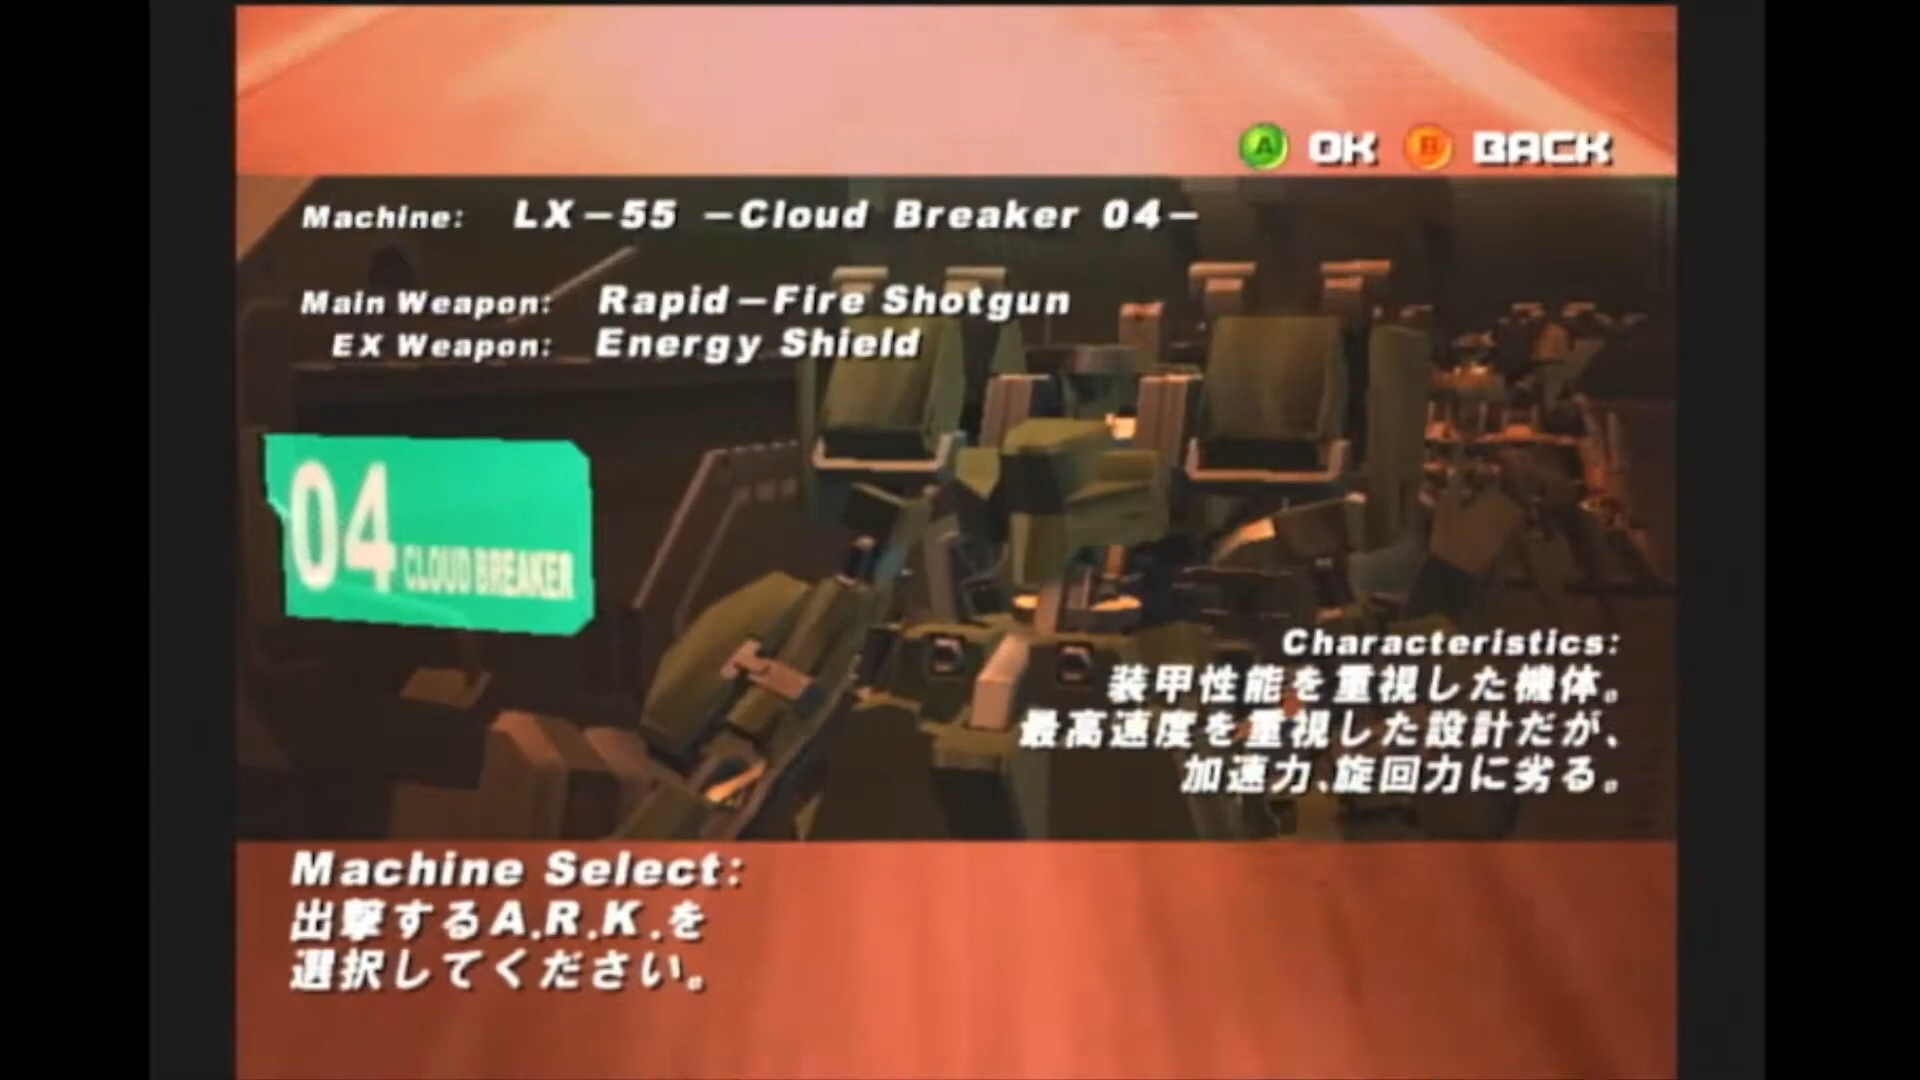 A OK B BACK
Machine: LX-55 -Cloud Breaker 04-
Main Weapon: Rapid-Fire Shotgun
EX Weapon: Energy Shield
04 CLOUD BREAKER
Characteristics:
装甲性能を重視した機体。
最高速度を重視した設計だが、
加速力、旋回力に劣る。
Machine Select:
出撃するA.R.K.を
選択してください。